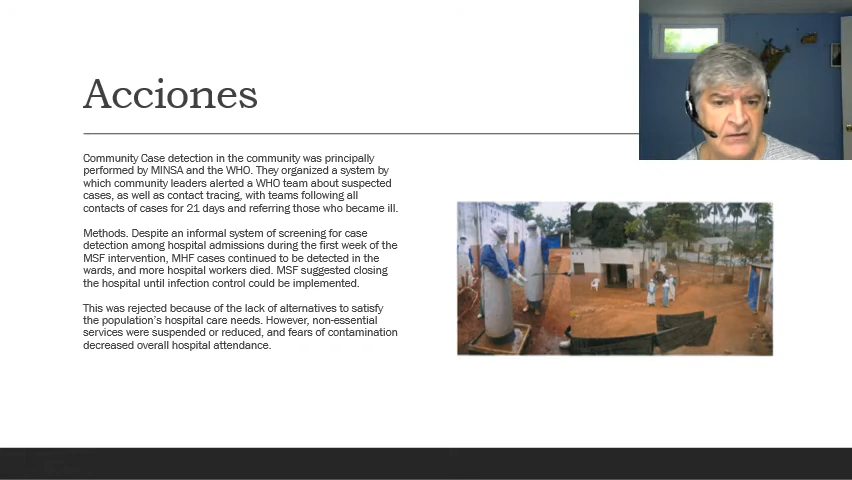 Acciones
Community Case detection in the community was principally
performed by MINSA and the WHO. They organized a system by
which community leaders alerted a WHO team about suspected
cases, as well as contact tracing, with teams following all
contacts of cases for 21 days and referring those who became ill.
Methods. Despite an informal system of screening for case
detection among hospital admissions during the first week of the
MSF intervention, MHF cases continued to be detected in the
wards, and more hospital workers died. MSF suggested closing
the hospital until infection control could be implemented.
This was rejected because of the lack of alternatives to satisfy
the population's hospital care needs. However, non-essential
services were suspended or reduced, and fears of contamination
decreased overall hospital attendance.